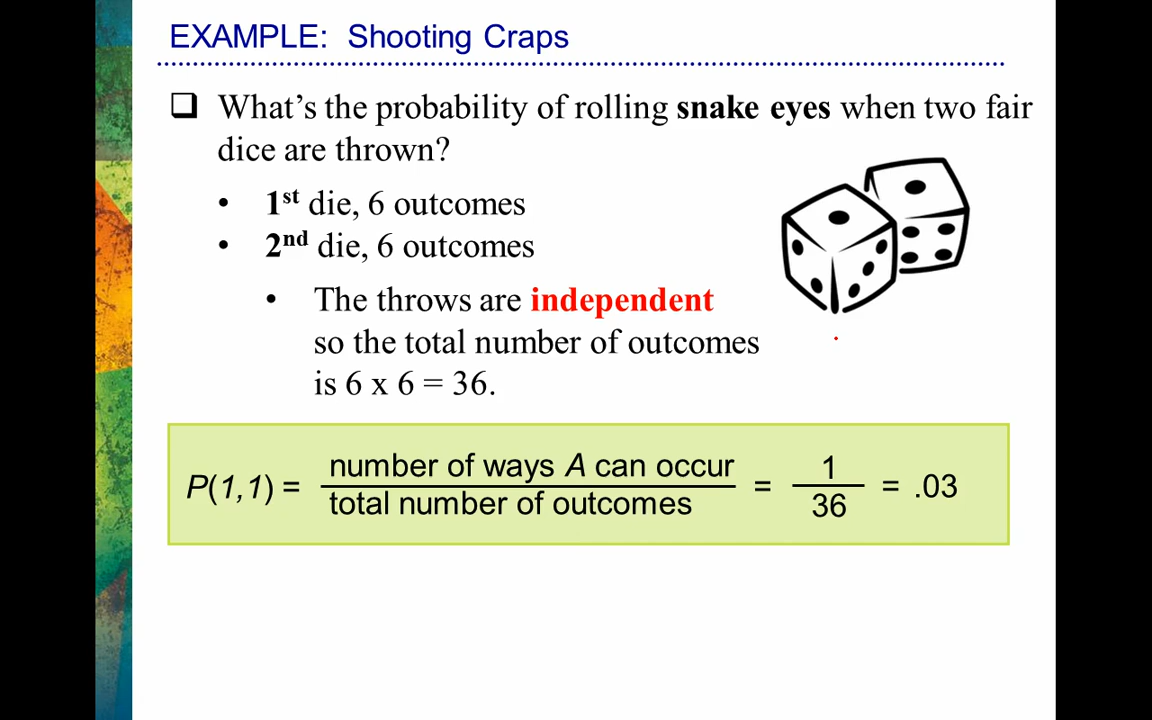 EXAMPLE: Shooting Craps
❑ What’s the probability of rolling snake eyes when two fair
dice are thrown?
• 1st die, 6 outcomes
• 2nd die, 6 outcomes
• The throws are independent
so the total number of outcomes
is 6 x 6 = 36.
P(1,1) = number of ways A can occur / total number of outcomes = 1 / 36 = .03